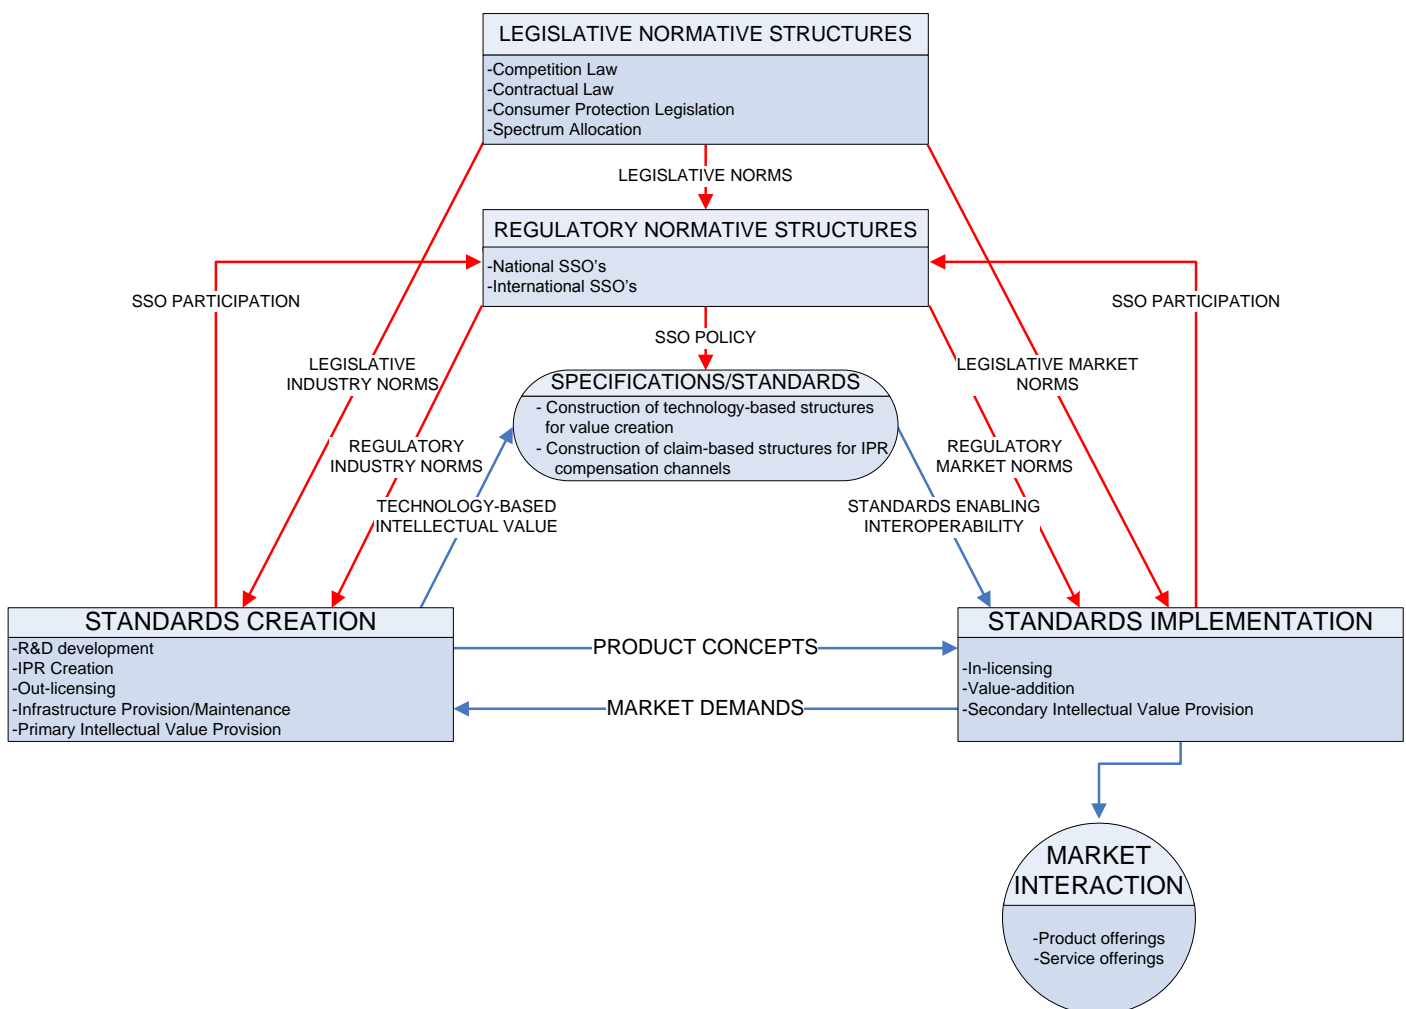 LEGISLATIVE NORMATIVE STRUCTURES
-Competition Law
-Contractual Law
-Consumer Protection Legislation
-Spectrum Allocation
LEGISLATIVE NORMS
REGULATORY NORMATIVE STRUCTURES
-National SSO's
-International SSO's
SSO PARTICIPATION
SSO PARTICIPATION
SSO POLICY
LEGISLATIVE
INDUSTRY NORMS
LEGISLATIVE MARKET
NORMS
SPECIFICATIONS/STANDARDS
- Construction of technology-based structures
for value creation
- Construction of claim-based structures for IPR
compensation channels
REGULATORY
INDUSTRY NORMS
REGULATORY
MARKET NORMS
TECHNOLOGY-BASED
INTELLECTUAL VALUE
STANDARDS ENABLING
INTEROPERABILITY
STANDARDS CREATION
-R&D development
-IPR Creation
-Out-licensing
-Infrastructure Provision/Maintenance
-Primary Intellectual Value Provision
PRODUCT CONCEPTS
MARKET DEMANDS
STANDARDS IMPLEMENTATION
-In-licensing
-Value-addition
-Secondary Intellectual Value Provision
MARKET
INTERACTION
-Product offerings
-Service offerings